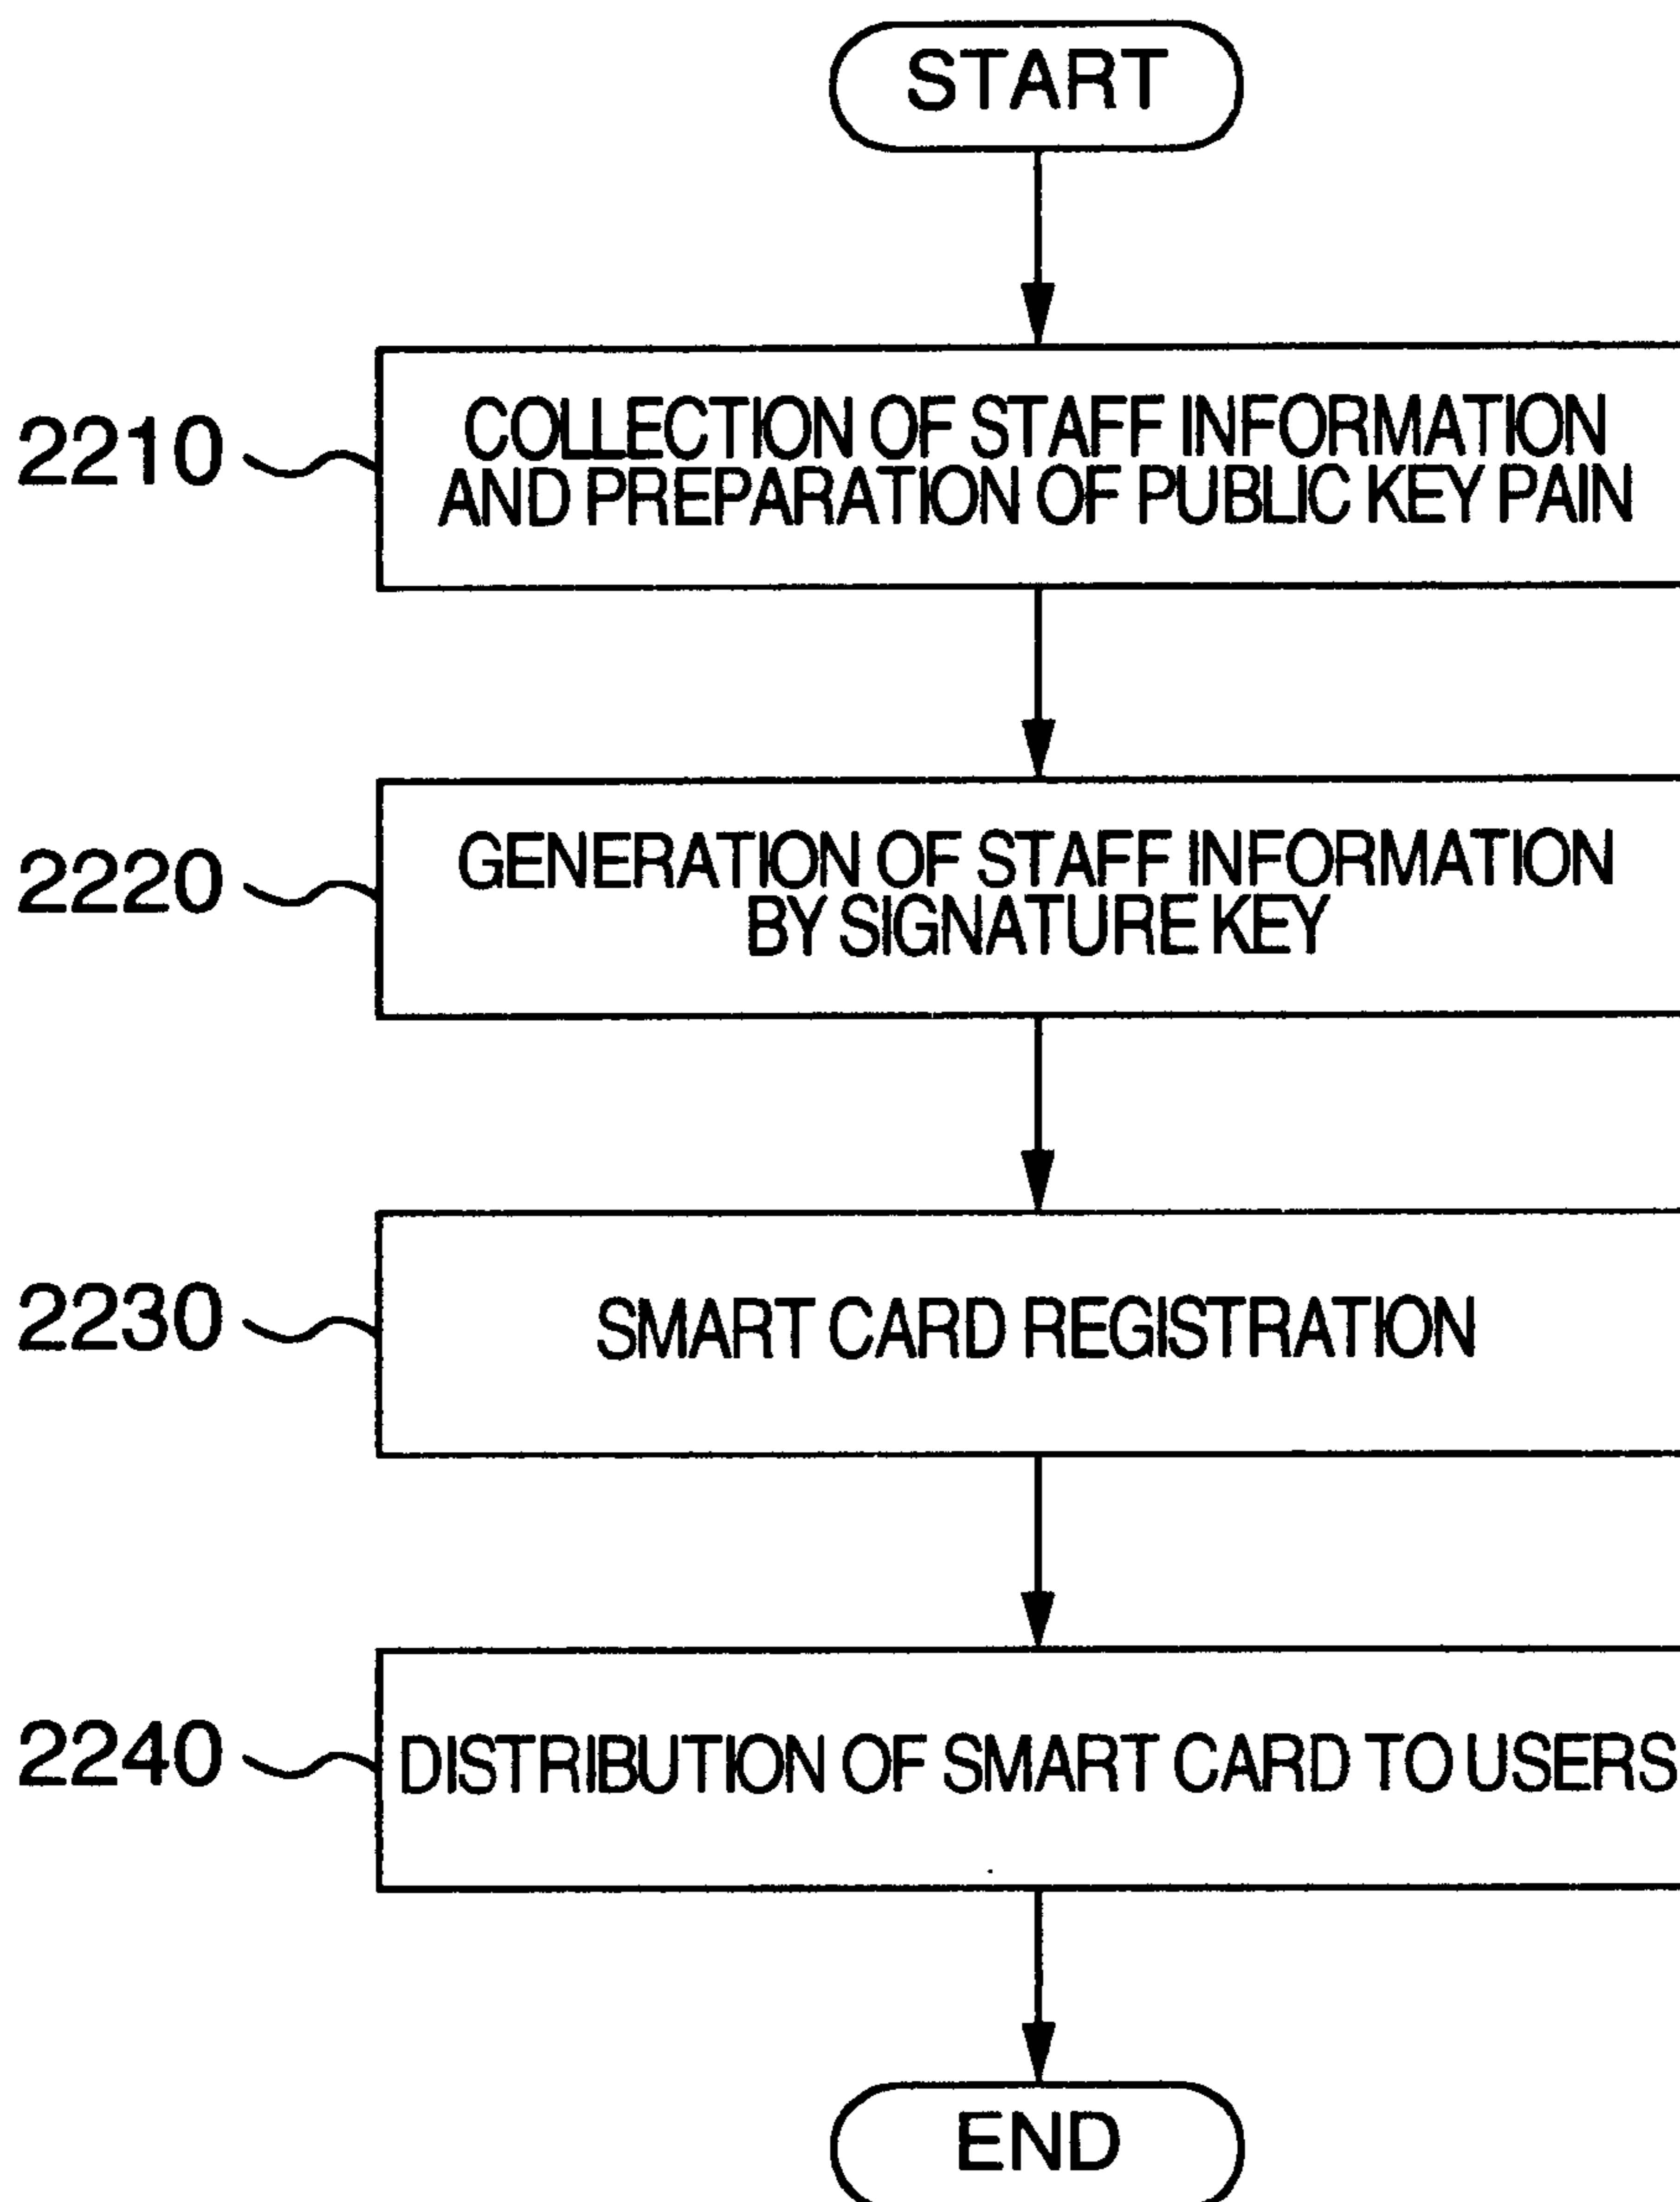 START
2210
COLLECTION OF STAFF INFORMATION
AND PREPARATION OF PUBLIC KEY PAIN
2220
GENERATION OF STAFF INFORMATION
BY SIGNATURE KEY
2230
SMART CARD REGISTRATION
2240
DISTRIBUTION OF SMART CARD TO USERS
END